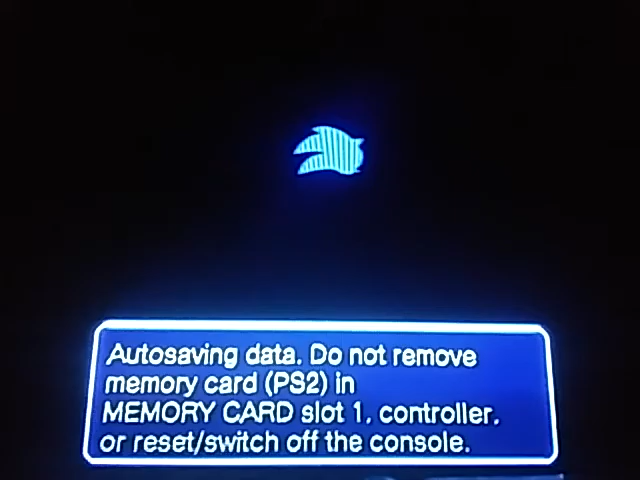 Autosaving data. Do not remove
memory card (PS2) in
MEMORY CARD slot 1, controller,
or reset/switch off the console.